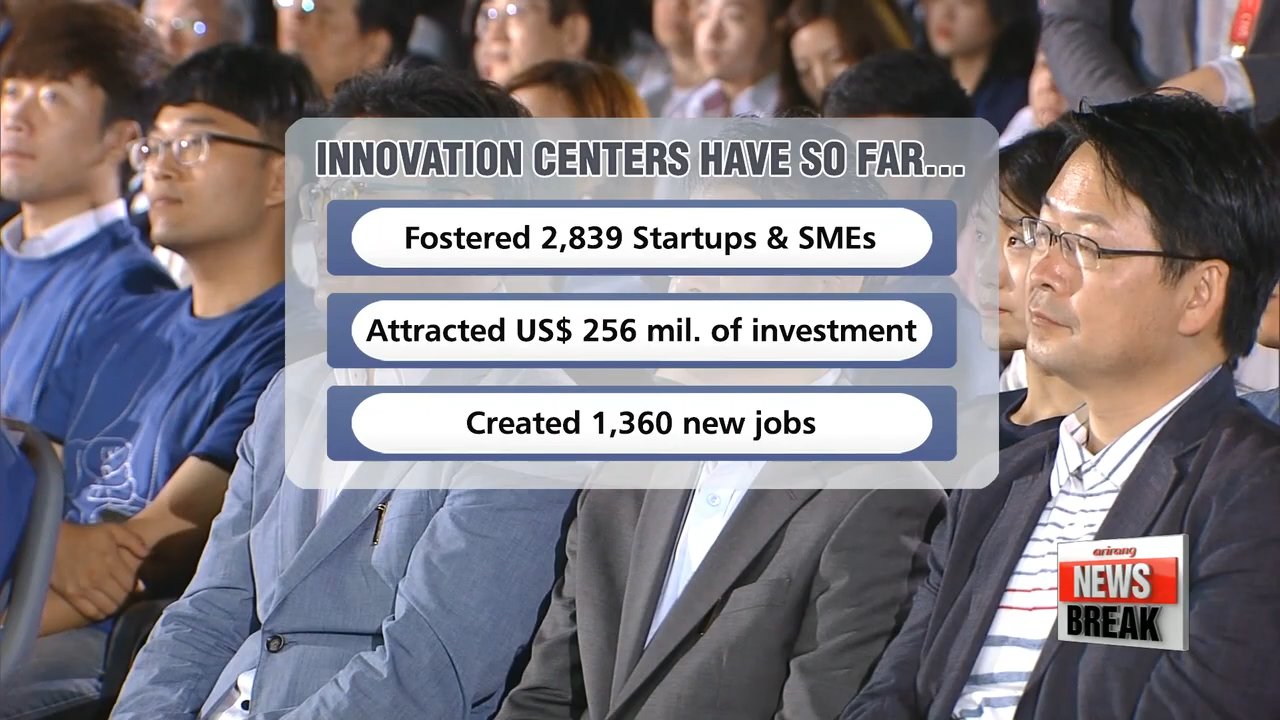 INNOVATION CENTERS HAVE SO FAR...
Fostered 2,839 Startups & SMEs
Attracted US$ 256 mil. of investment
Created 1,360 new jobs
arirang
NEWS
BREAK